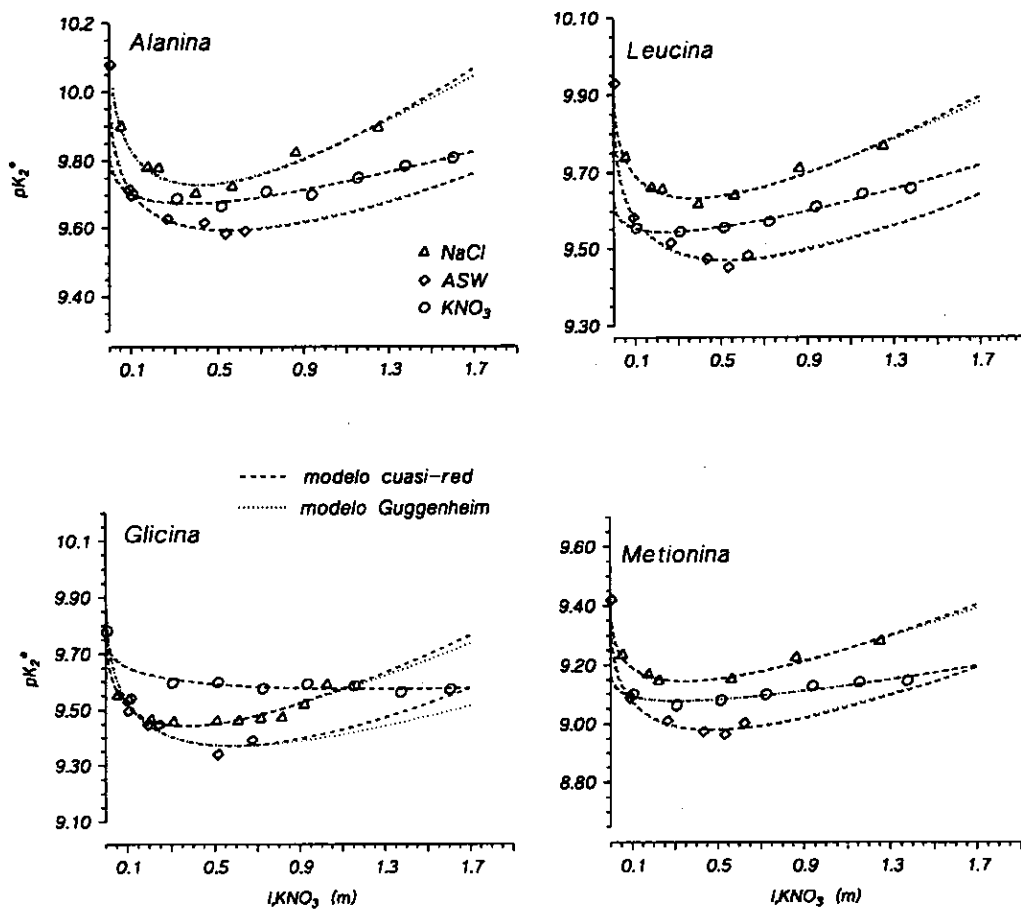 10.2
Alanina
10.0
9.80
9.60
9.40
pK₂*
NaCl
ASW
KNO₃
0.1 0.5 0.9 1.3 1.7
10.10
Leucina
9.90
9.70
9.50
9.30
0.1 0.5 0.9 1.3 1.7
modelo cuasi-red
modelo Guggenheim
10.1
Glicina
9.90
9.70
9.50
9.30
9.10
pK₂*
0.1 0.5 0.9 1.3 1.7
I,KNO₃ (m)
9.60
Metionina
9.40
9.20
9.00
8.80
0.1 0.5 0.9 1.3 1.7
I,KNO₃ (m)